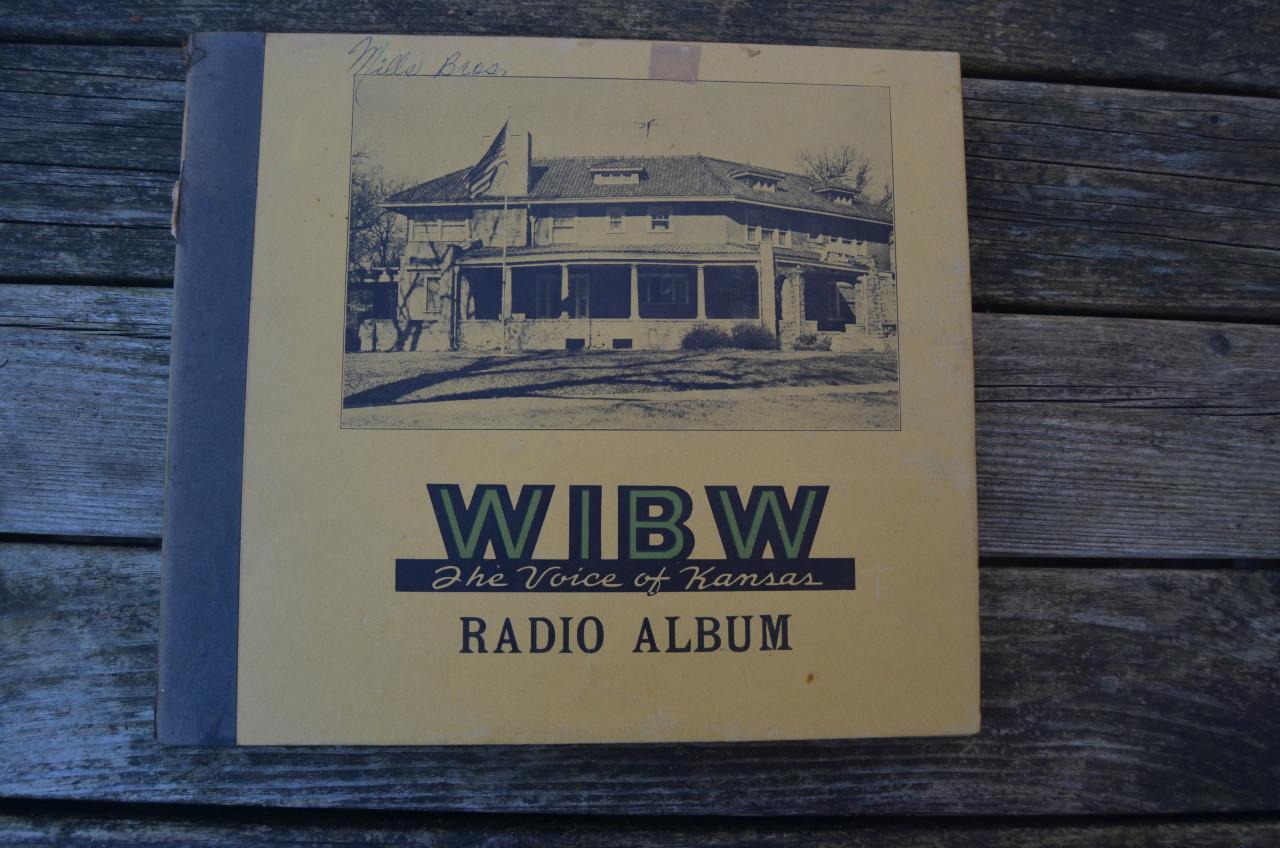 Mills Bros.
WIBW
The Voice of Kansas
RADIO ALBUM